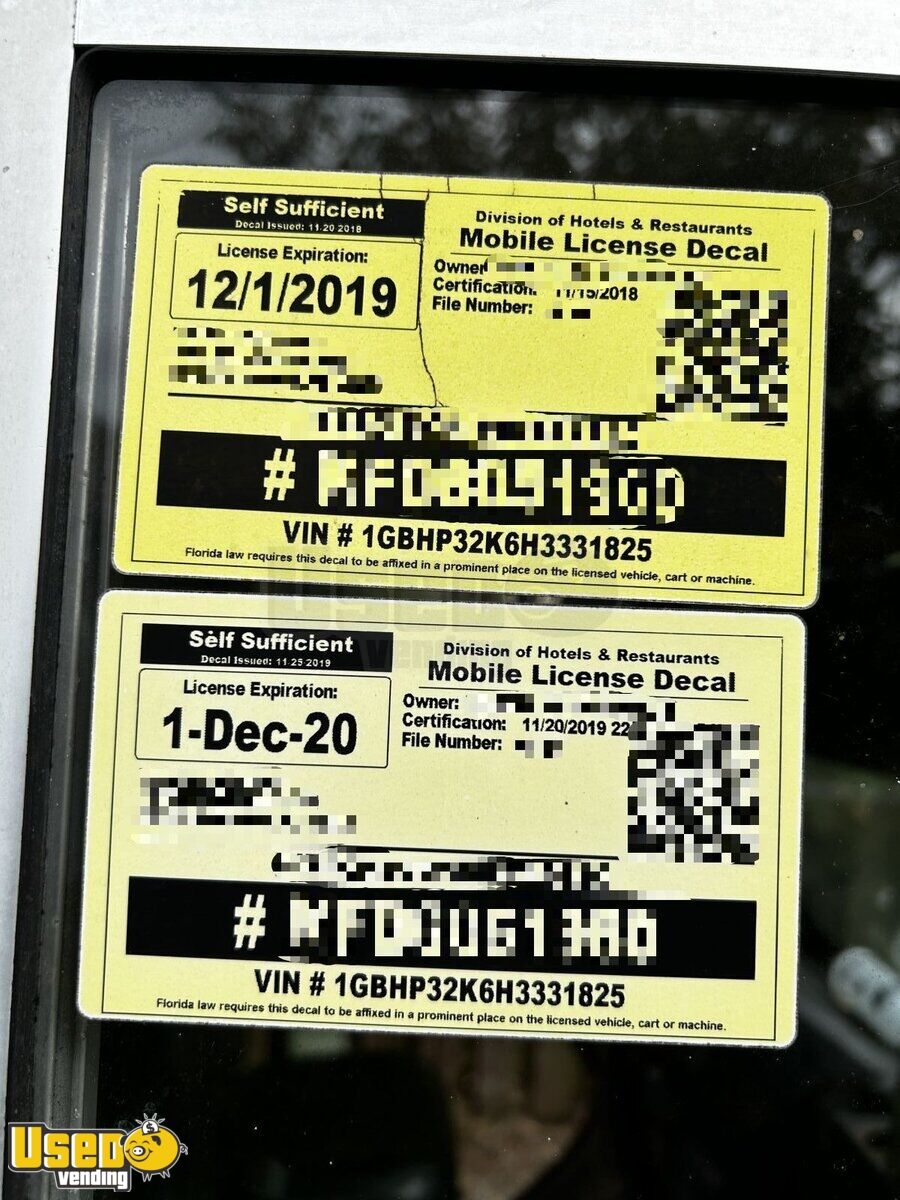 Self Sufficient
Decal Issued: 11.20.2018
License Expiration:
12/1/2019
Division of Hotels & Restaurants
Mobile License Decal
Owner
Certification: 11/15/2018
File Number:
#
VIN # 1GBHP32K6H3331825
Florida law requires this decal to be affixed in a prominent place on the licensed vehicle, cart or machine.
Self Sufficient
Decal Issued: 11.25.2019
License Expiration:
1-Dec-20
Division of Hotels & Restaurants
Mobile License Decal
Owner:
Certification: 11/20/2019 22
File Number:
#
VIN # 1GBHP32K6H3331825
Florida law requires this decal to be affixed in a prominent place on the licensed vehicle, cart or machine.
USED
vending